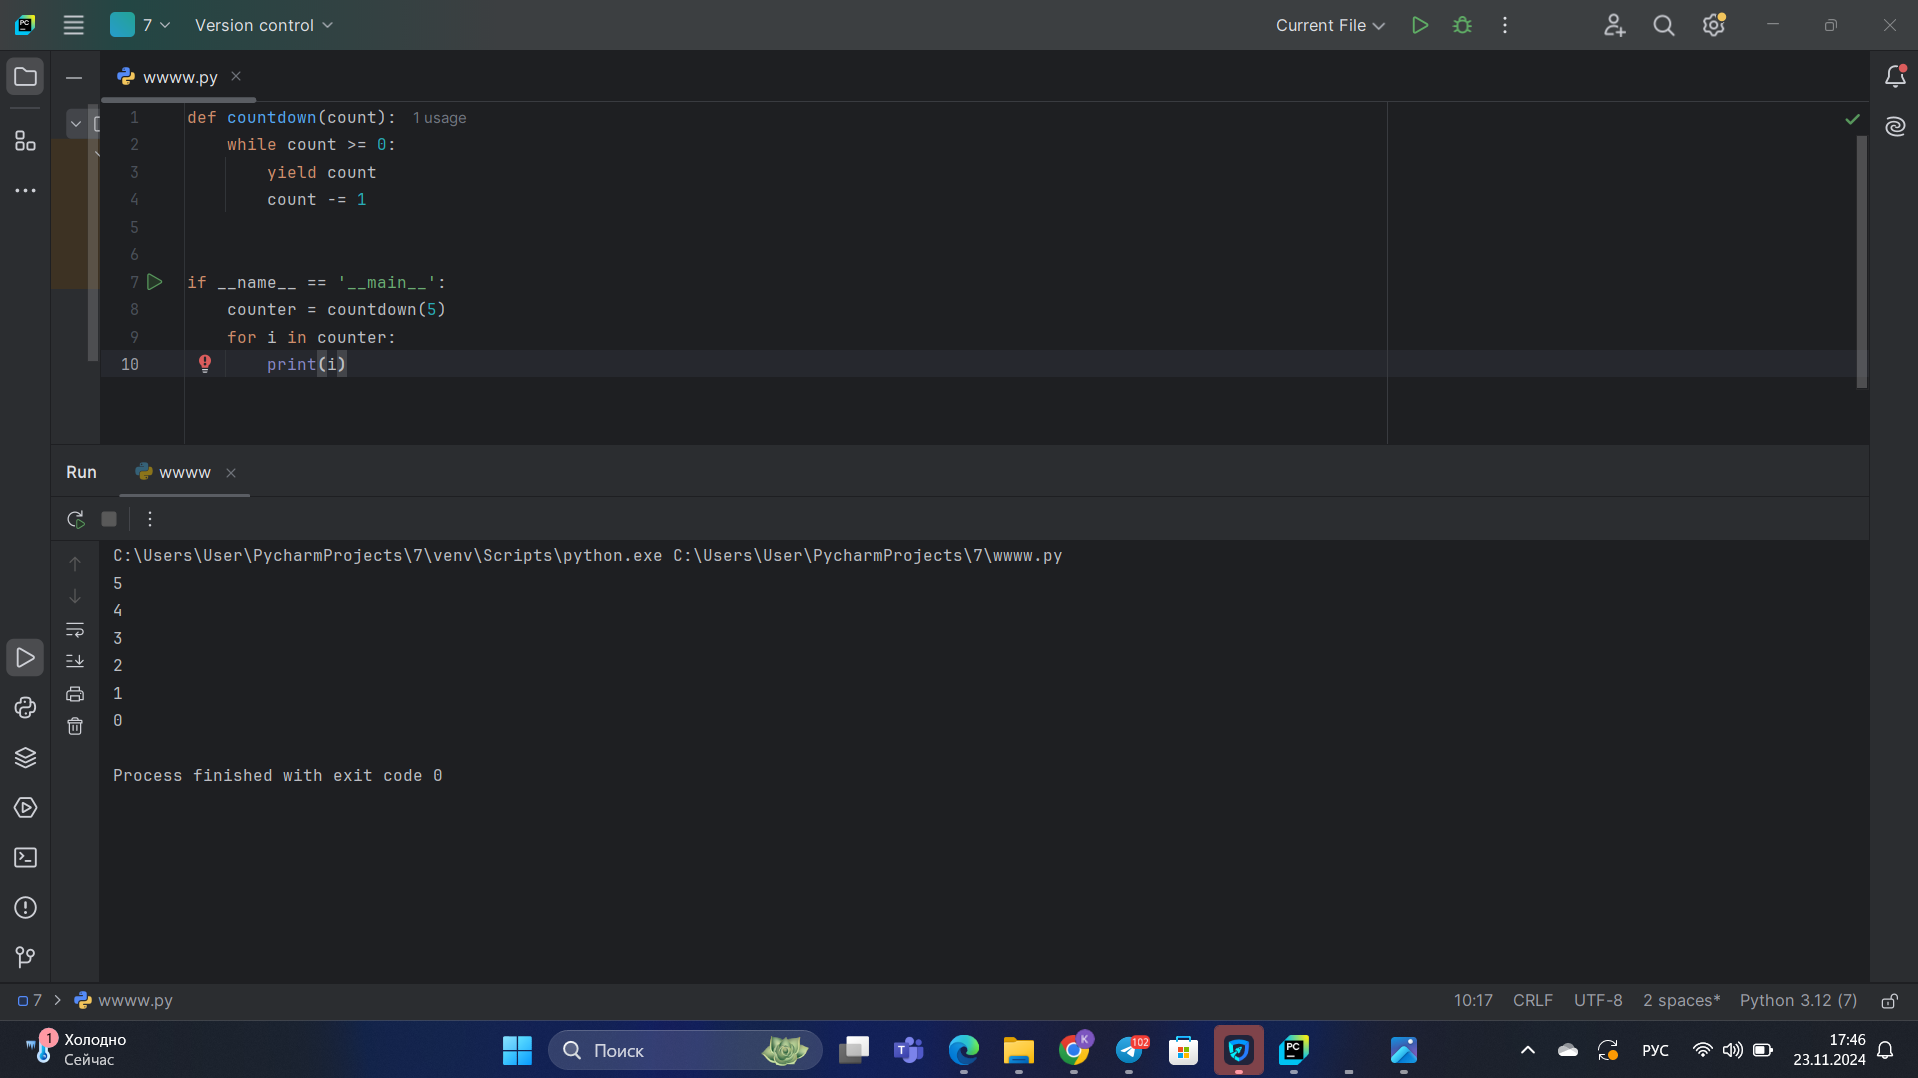 PC
7
Version control
Current File
wwww.py
1 def countdown(count): 1 usage
2 while count >= 0:
3 yield count
4 count -= 1
5
6
7 if __name__ == '__main__':
8 counter = countdown(5)
9 for i in counter:
10 print(i)
Run
wwww
C:\Users\User\PycharmProjects\7\venv\Scripts\python.exe C:\Users\User\PycharmProjects\7\wwww.py
5
4
3
2
1
0
Process finished with exit code 0
7 > wwww.py
10:17 CRLF UTF-8 2 spaces* Python 3.12 (7)
1
Холодно
Сейчас
Поиск
T
K
102
PC
РУС
17:46
23.11.2024